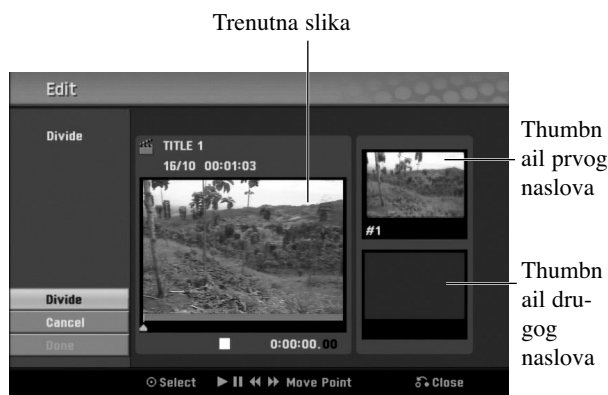 Trenutna slika
Edit
Divide
TITLE 1
16/10 00:01:03
#1
Thumbn
ail prvog
naslova
Thumbn
ail dru-
gog
naslova
Divide
Cancel
Done
0:00:00.00
Select Move Point Close